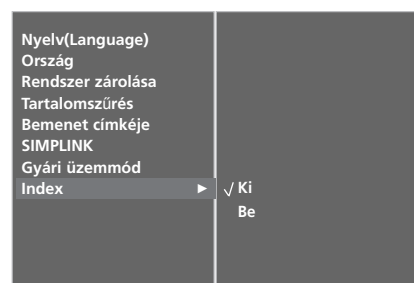 Nyelv(Language)
Ország
Rendszer zárolása
Tartalomszűrés
Bemenet címkéje
SIMPLINK
Gyári üzemmód
Index ► √ Ki
Be